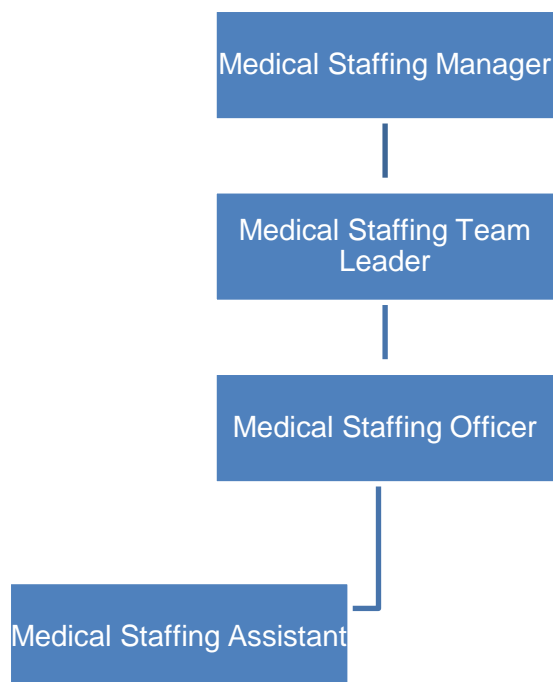 Medical Staffing Manager
Medical Staffing Team
Leader
Medical Staffing Officer
Medical Staffing Assistant